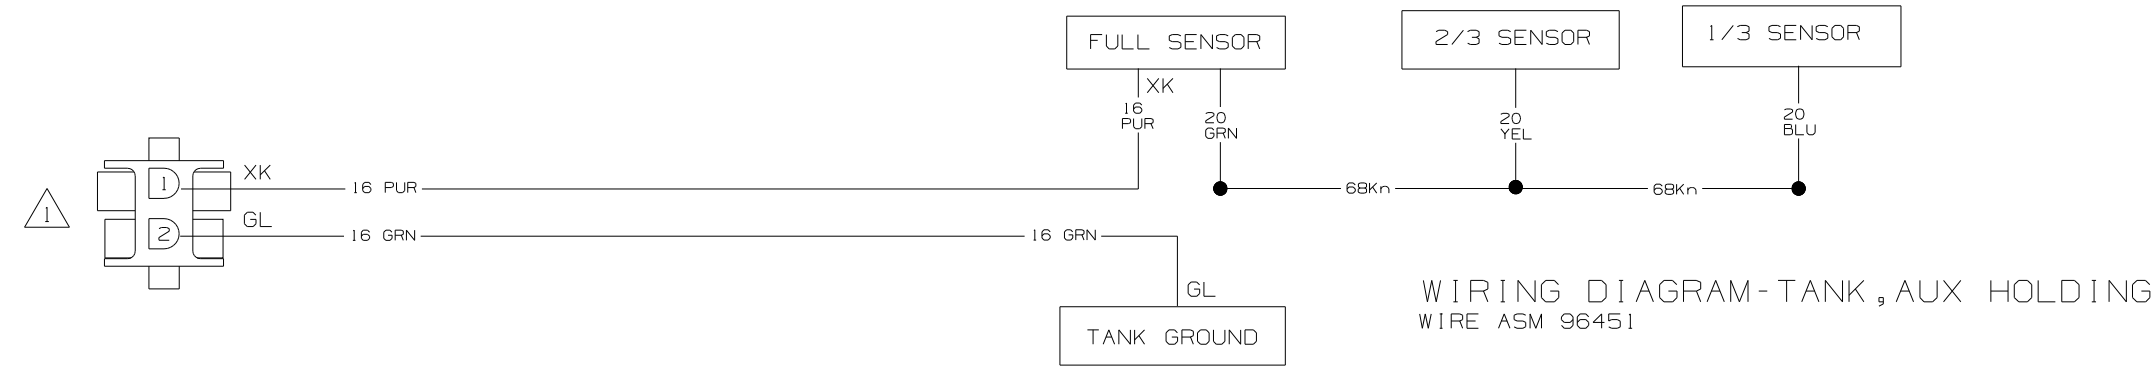 FULL SENSOR
2/3 SENSOR
1/3 SENSOR
XK
16
PUR
20
GRN
20
YEL
20
BLU
1
XK
16 PUR
68Kn
68Kn
1
2
GL
16 GRN
16 GRN
GL
TANK GROUND
WIRING DIAGRAM-TANK,AUX HOLDING
WIRE ASM 96451